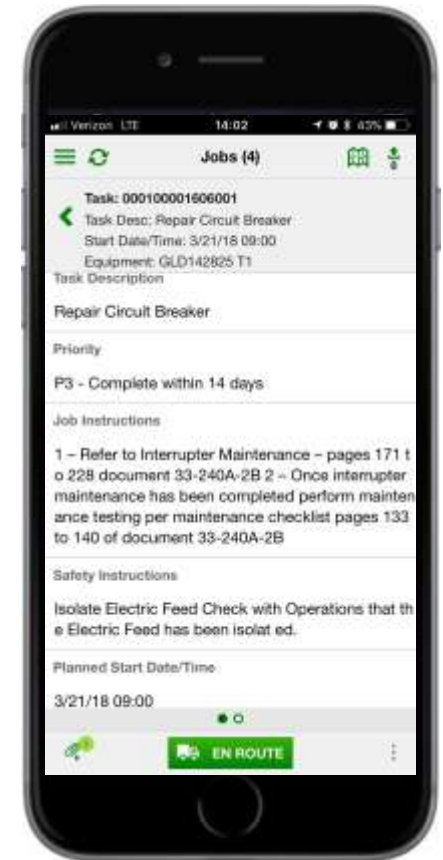 Verizon LTE 14:02 43%
Jobs (4)
0
Task: 000100001606001
Task Desc: Repair Circuit Breaker
Start Date/Time: 3/21/18 09:00
Equipment: GLD142825 T1
Task Description
Repair Circuit Breaker
Priority
P3 - Complete within 14 days
Job Instructions
1 – Refer to Interrupter Maintenance – pages 171 t
o 228 document 33-240A-2B 2 – Once interrupter
maintenance has been completed perform mainten
ance testing per maintenance checklist pages 133
to 140 of document 33-240A-2B
Safety Instructions
Isolate Electric Feed Check with Operations that th
e Electric Feed has been isolat ed.
Planned Start Date/Time
3/21/18 09:00
EN ROUTE